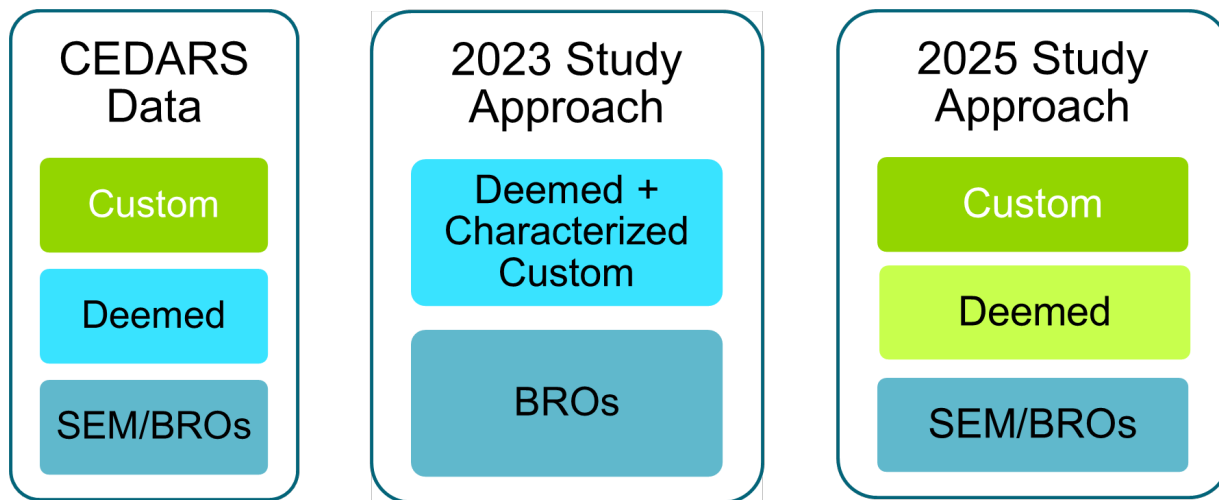 CEDARS
Data
Custom
Deemed
SEM/BROs
2023 Study
Approach
Deemed +
Characterized
Custom
BROs
2025 Study
Approach
Custom
Deemed
SEM/BROs